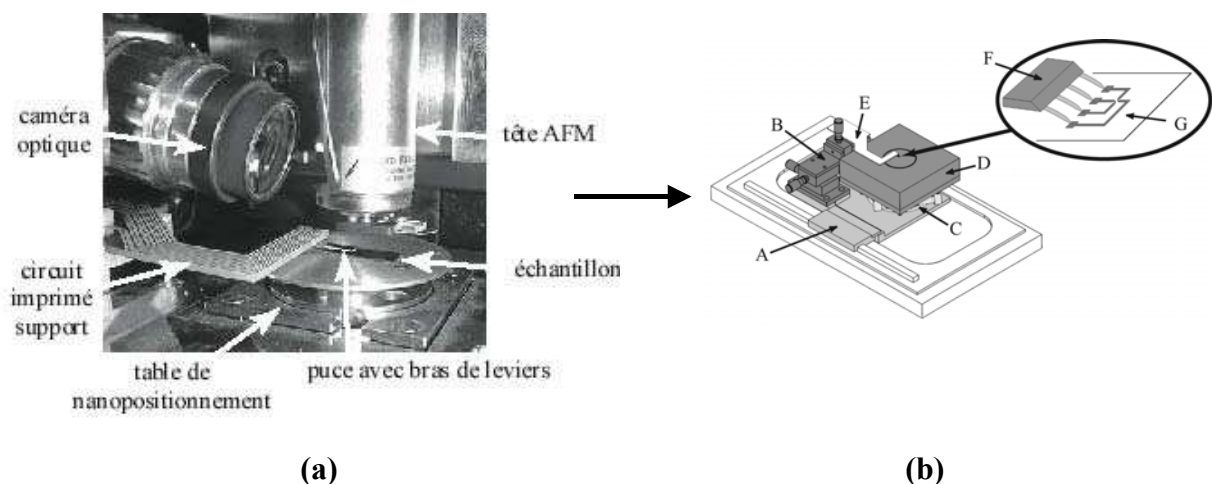 caméra
optique
tête AFM
circuit
imprimé
support
échantillon
table de
nanopositionnement
puce avec bras de leviers
(a)
F
E
B
G
D
C
A
(b)